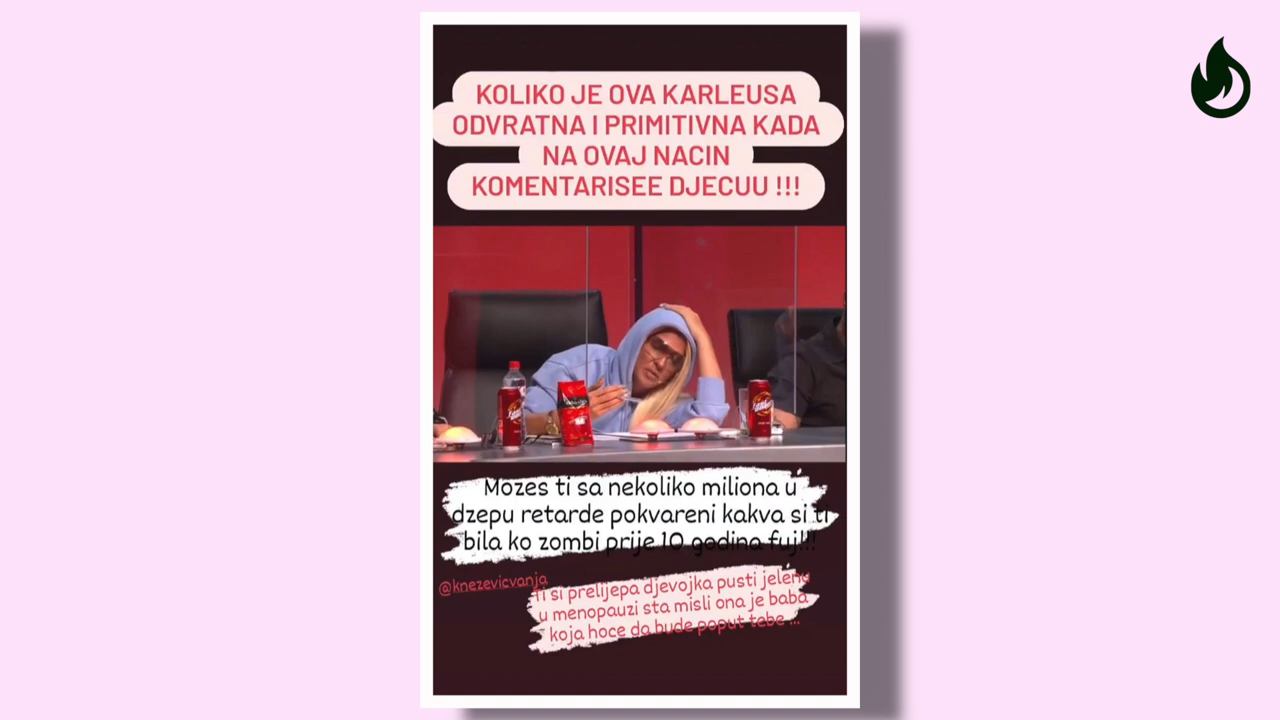 KOLIKO JE OVA KARLEUSA
ODVRATNA I PRIMITIVNA KADA
NA OVAJ NACIN
KOMENTARISEE DJECUU !!!
Mozes ti sa nekoliko miliona u
dzepu retarde pokvareni kakva si ti
bila ko zombi prije 10 godina fuj!!!
@knezevicvanja
ti si prelijepa djevojka pusti jelenu
u menopauzi sta misli ona je baba
koja hoce da bude poput tebe ...